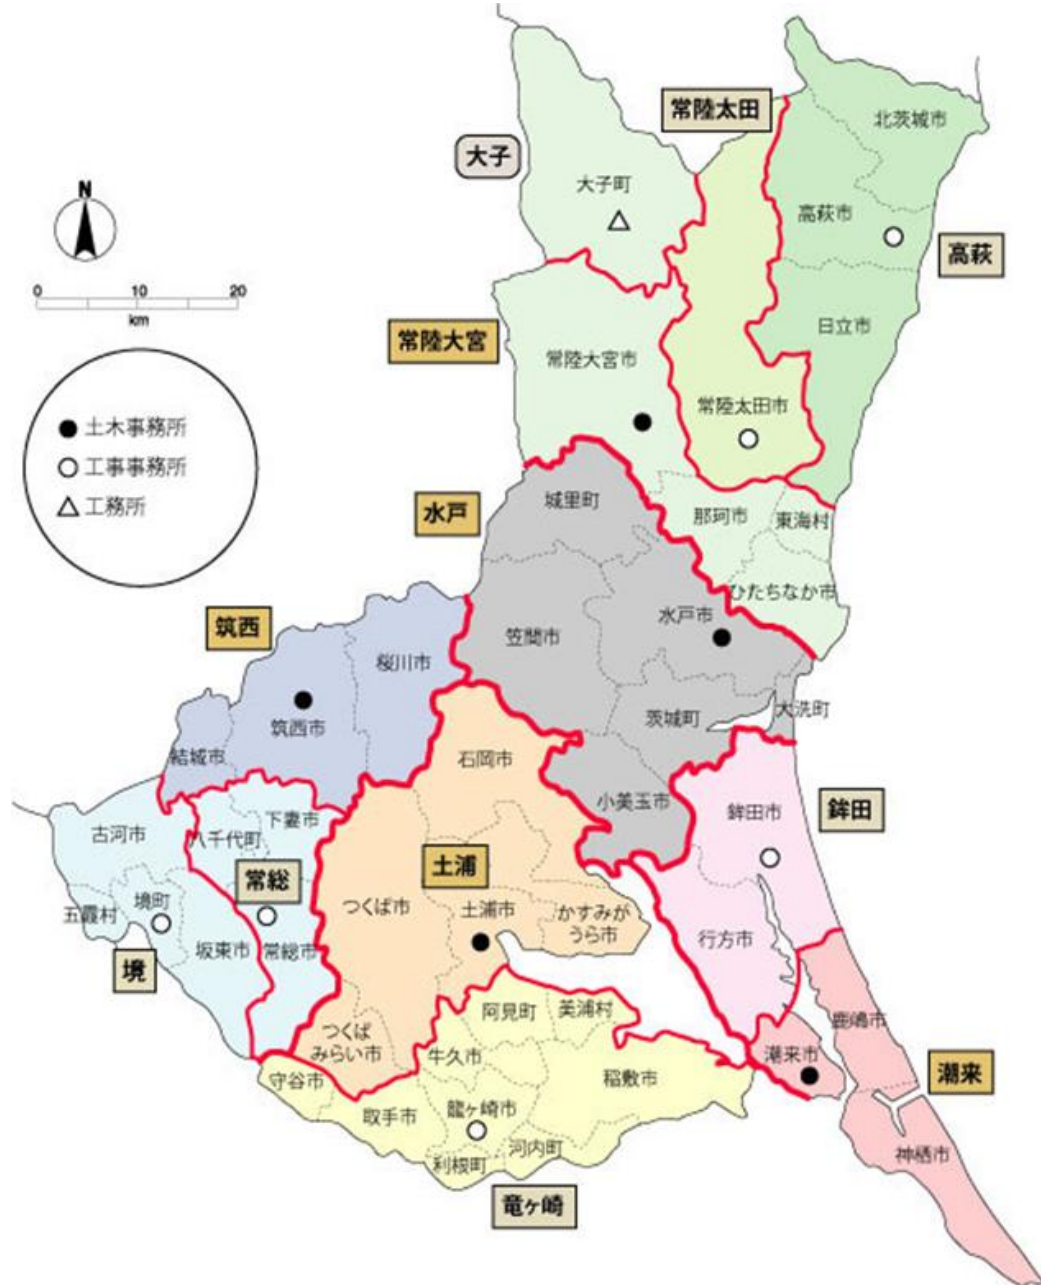 常陸太田
北茨城市
大子
大子町
N
高萩市
高萩
0 10 20
km
日立市
常陸大宮
常陸大宮市
常陸太田市
土木事務所
工事事務所
工務所
水戸
城里町
那珂市
東海村
ひたちなか市
筑西
水戸市
笠間市
桜川市
筑西市
茨城町
大洗町
結城市
石岡市
小美玉市
鉾田市
鉾田
古河市
八千代町
下妻市
常総
土浦
五霞村
境町
つくば市
土浦市
かすみが
うら市
坂東市
常総市
行方市
境
阿見町
美浦村
鹿嶋市
つくば
みらい市
牛久市
潮来市
潮来
守谷市
稲敷市
取手市
龍ヶ崎市
河内町
利根町
神栖市
竜ヶ崎